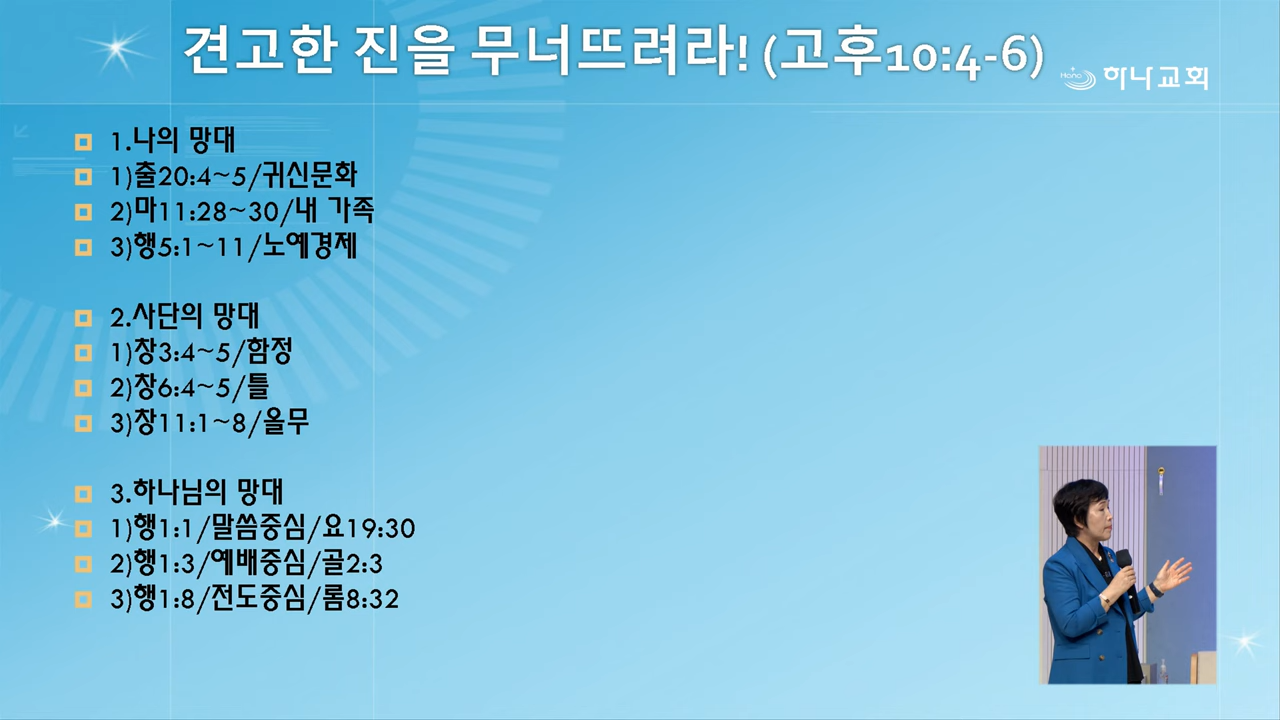 견고한 진을 무너뜨려라! (고후10:4-6)
Hana 하나교회
1.나의 망대
1)출20:4~5/귀신문화
2)마11:28~30/내 가족
3)행5:1~11/노예경제
2.사단의 망대
1)창3:4~5/함정
2)창6:4~5/틀
3)창11:1~8/올무
3.하나님의 망대
1)행1:1/말씀중심/요19:30
2)행1:3/예배중심/골2:3
3)행1:8/전도중심/롬8:32